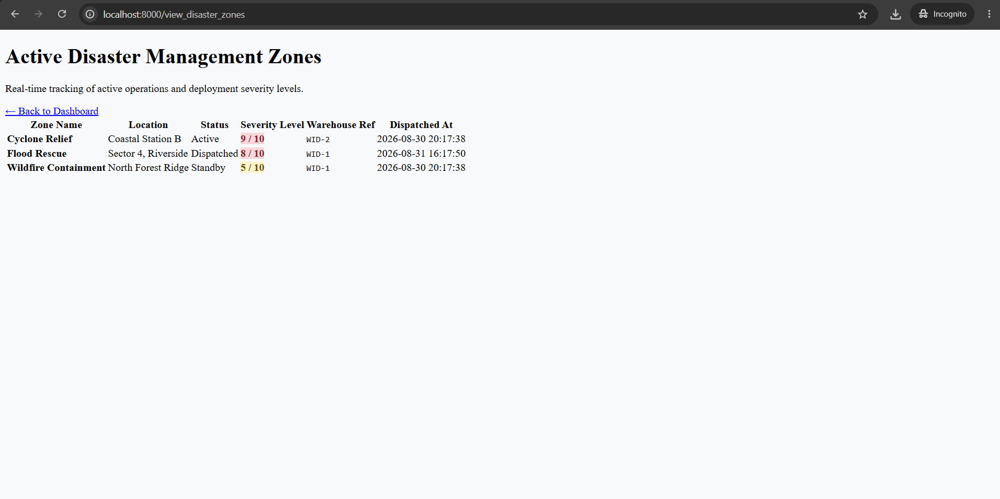 localhost:8000/view_disaster_zones
Incognito
Active Disaster Management Zones
Real-time tracking of active operations and deployment severity levels.
← Back to Dashboard
Zone Name Location Status Severity Level Warehouse Ref Dispatched At
Cyclone Relief Coastal Station B Active 9 / 10 WID-2 2026-08-30 20:17:38
Flood Rescue Sector 4, Riverside Dispatched 8 / 10 WID-1 2026-08-31 16:17:50
Wildfire Containment North Forest Ridge Standby 5 / 10 WID-1 2026-08-30 20:17:38